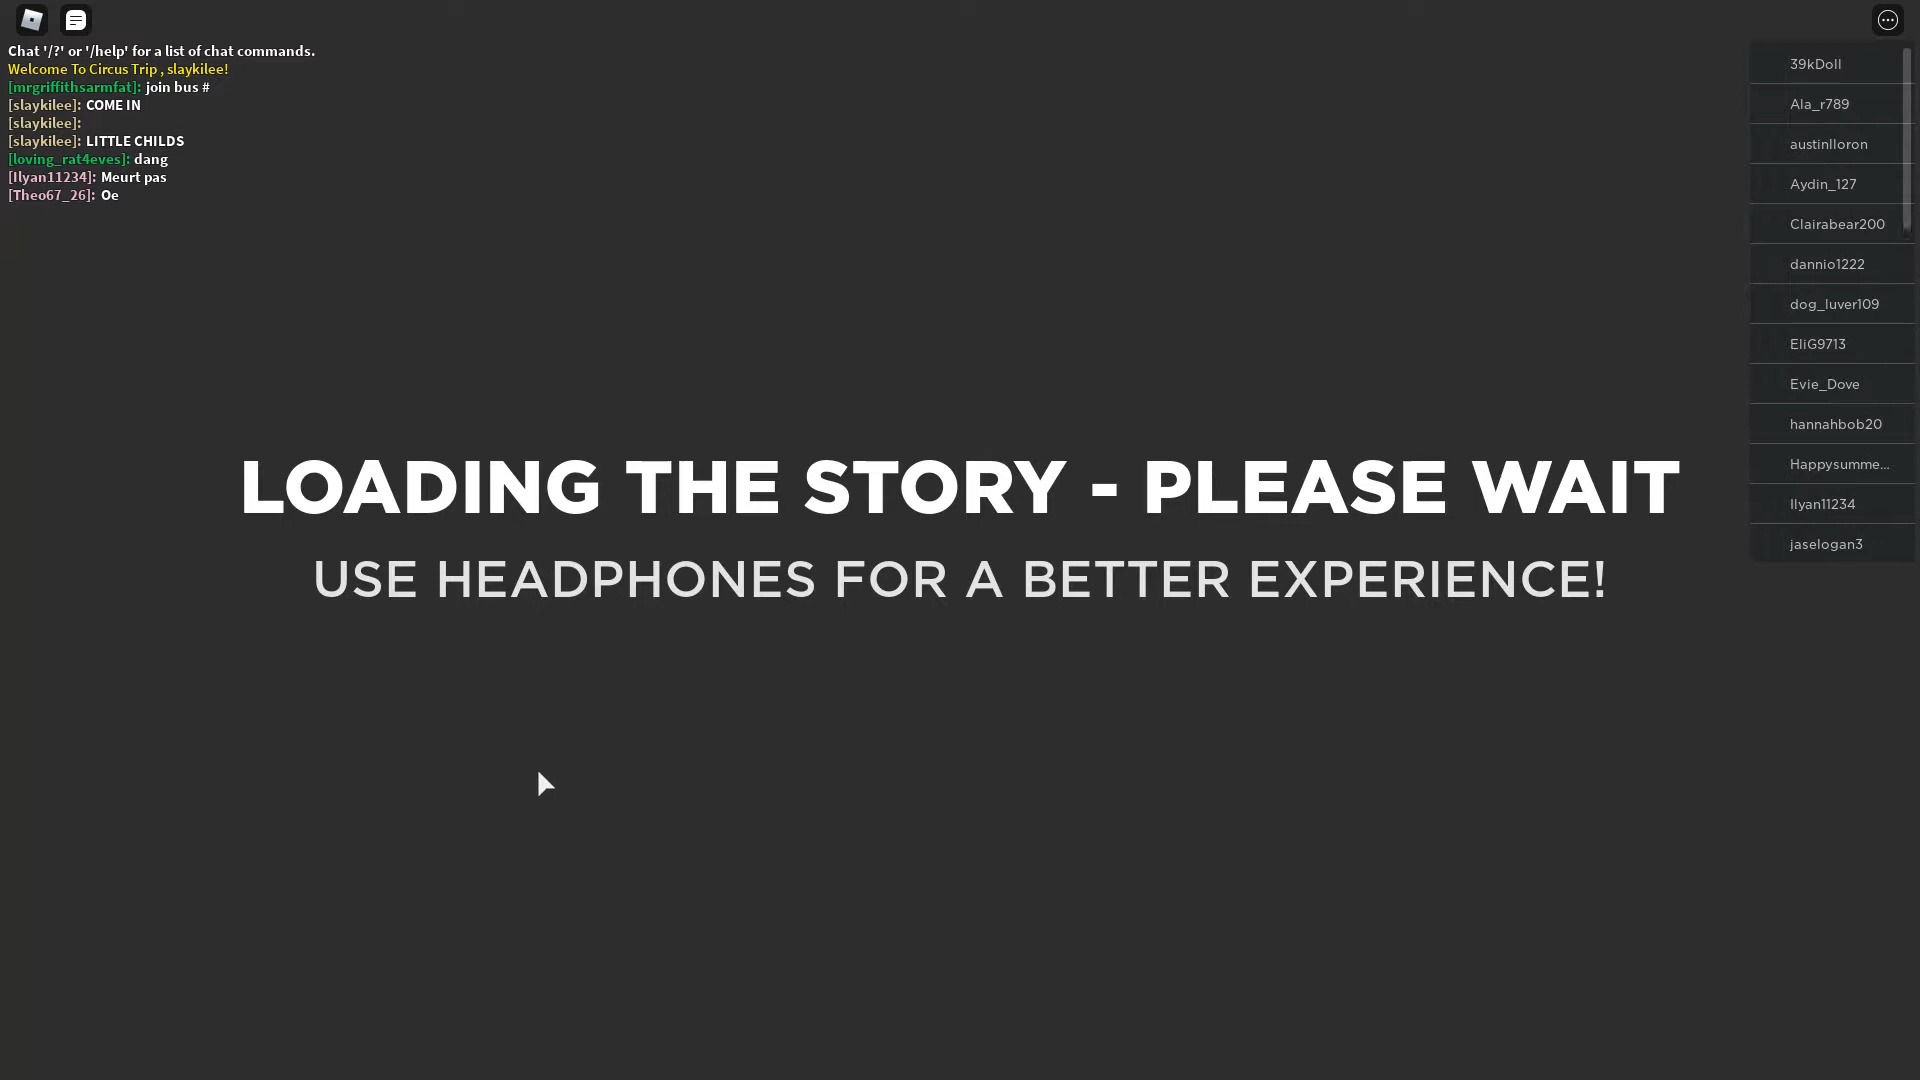 Chat '/?' or '/help' for a list of chat commands.
Welcome To Circus Trip , slaykilee!
[mrgriffithsarmfat]: join bus #
[slaykilee]: COME IN
[slaykilee]:
[slaykilee]: LITTLE CHILDS
[loving_rat4eves]: dang
[Ilyan11234]: Meurt pas
[Theo67_26]: Oe
LOADING THE STORY - PLEASE WAIT
USE HEADPHONES FOR A BETTER EXPERIENCE!
39kDoll
Ala_r789
austinlloron
Aydin_127
Clairabear200
dannio1222
dog_luver109
EliG9713
Evie_Dove
hannahbob20
Happysumme...
Ilyan11234
jaselogan3